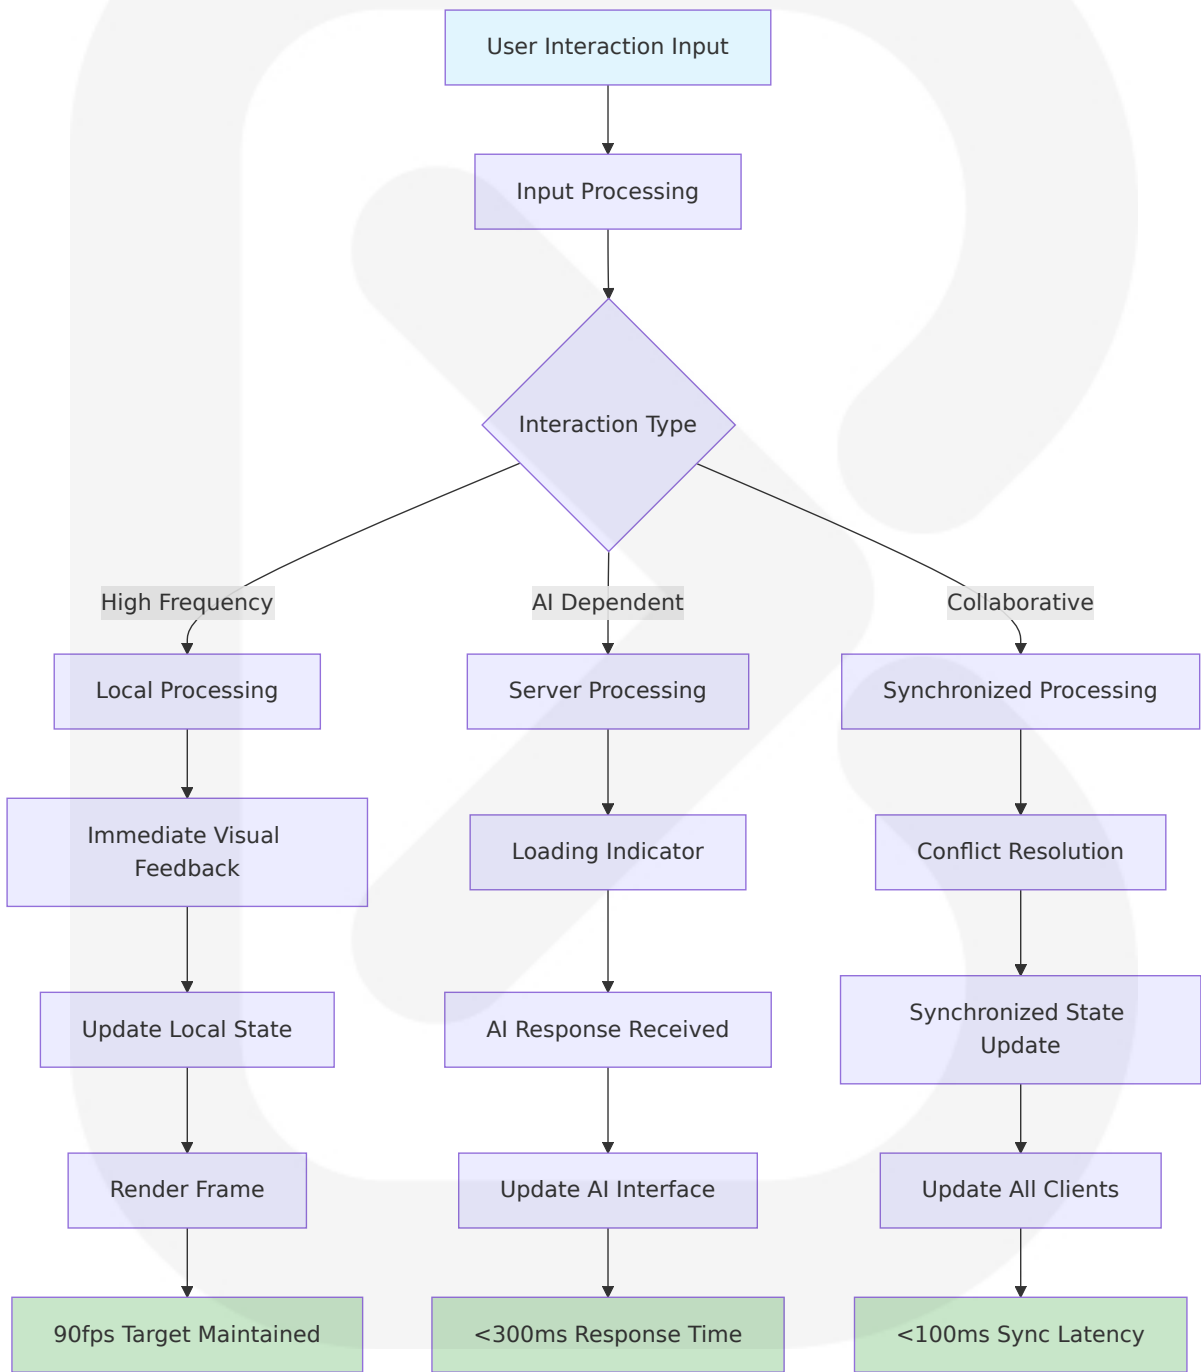 User Interaction Input
Input Processing
Interaction Type
High Frequency
AI Dependent
Collaborative
Local Processing
Server Processing
Synchronized Processing
Immediate Visual
Feedback
Loading Indicator
Conflict Resolution
Update Local State
AI Response Received
Synchronized State
Update
Render Frame
Update AI Interface
Update All Clients
90fps Target Maintained
<300ms Response Time
<100ms Sync Latency